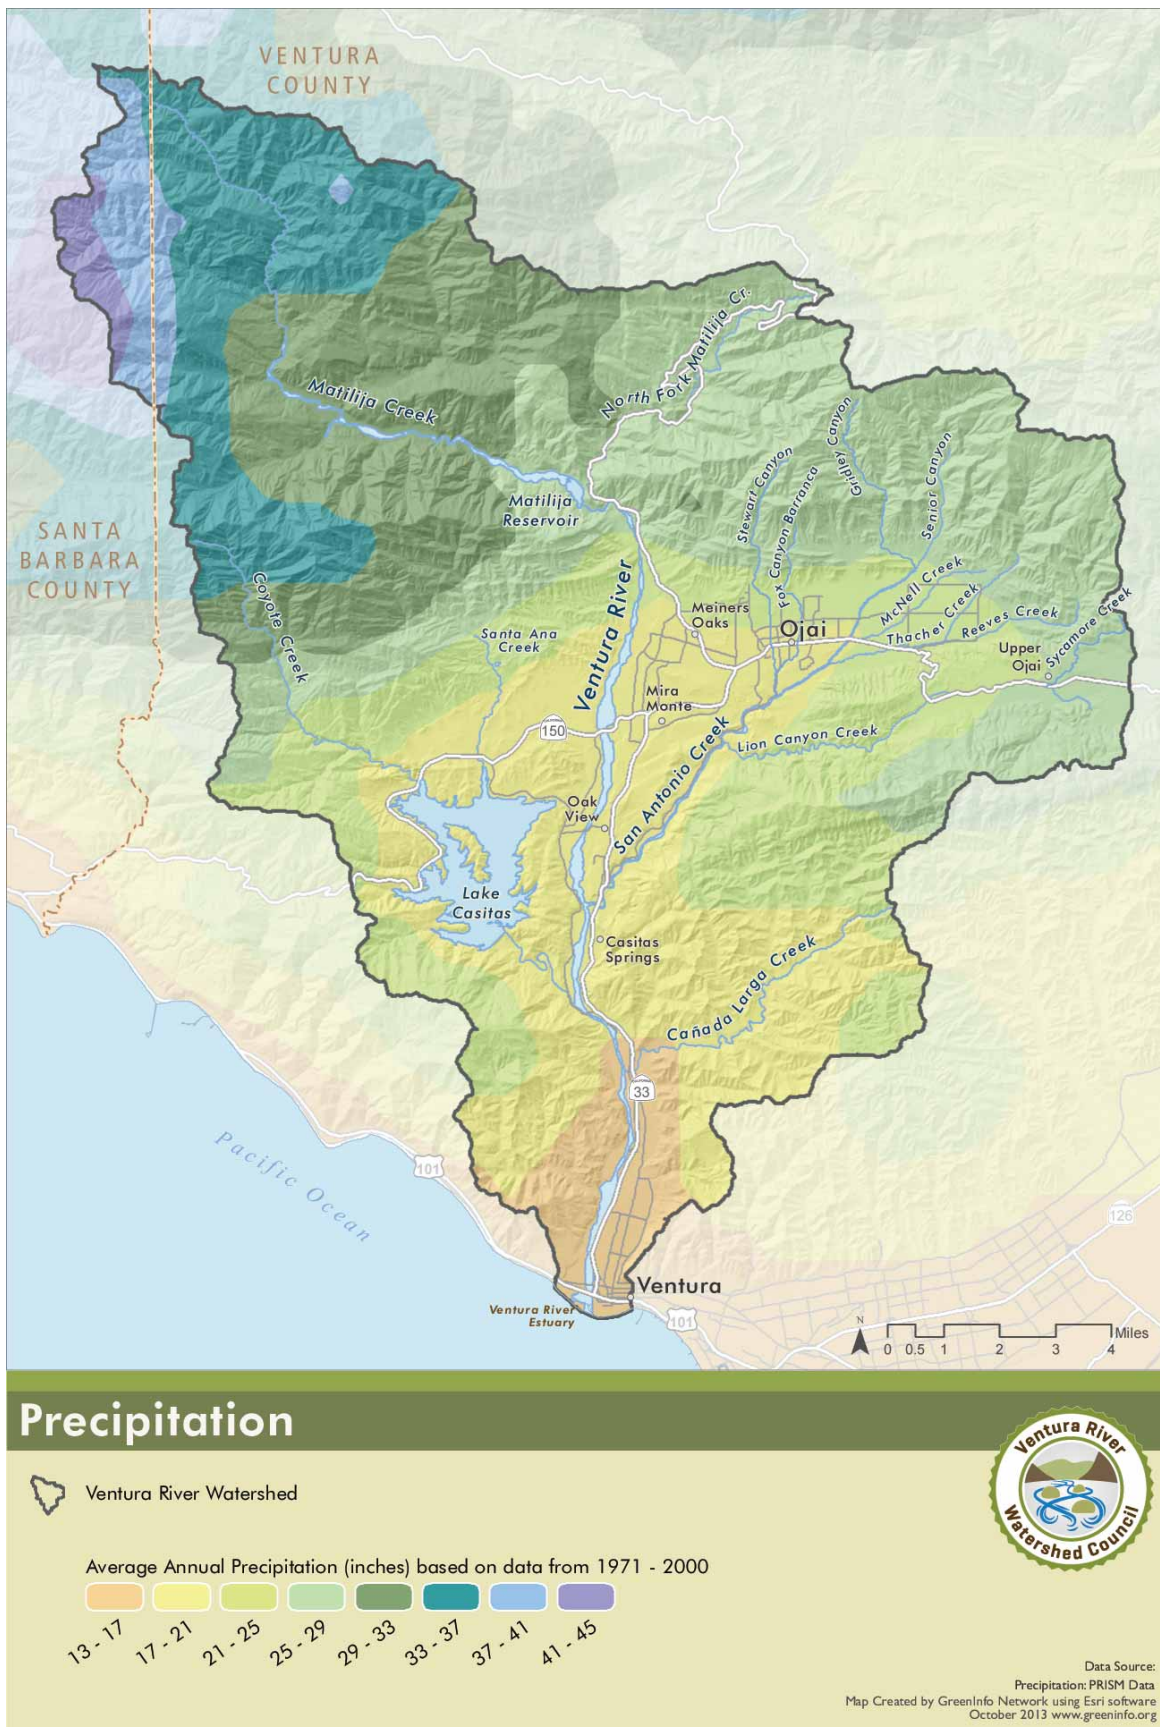 VENTURA
COUNTY
North Fork Matilija Cr.
Matilija Creek
Gridley Canyon
Senior Canyon
Stewart Canyon
Fox Canyon Barranca
Matilija
Reservoir
SANTA
BARBARA
COUNTY
Coyote Creek
Ventura River
McNell Creek
Thacher Creek
Reeves Creek
Sycamore Creek
Meiners
Oaks
Ojai
Santa Ana
Creek
Upper
Ojai
Mira
Monte
CALIFORNIA
150
San Antonio Creek
Lion Canyon Creek
Oak
View
Lake
Casitas
Casitas
Springs
Cañada Larga Creek
CALIFORNIA
33
Pacific Ocean
101
126
Ventura
Ventura River
Estuary
101
N
0 0.5 1 2 3 4 Miles
Precipitation
Ventura River
Watershed Council
Ventura River Watershed
Average Annual Precipitation (inches) based on data from 1971 - 2000
13 - 17
17 - 21
21 - 25
25 - 29
29 - 33
33 - 37
37 - 41
41 - 45
Data Source:
Precipitation: PRISM Data
Map Created by GreenInfo Network using Esri software
October 2013 www.greeninfo.org